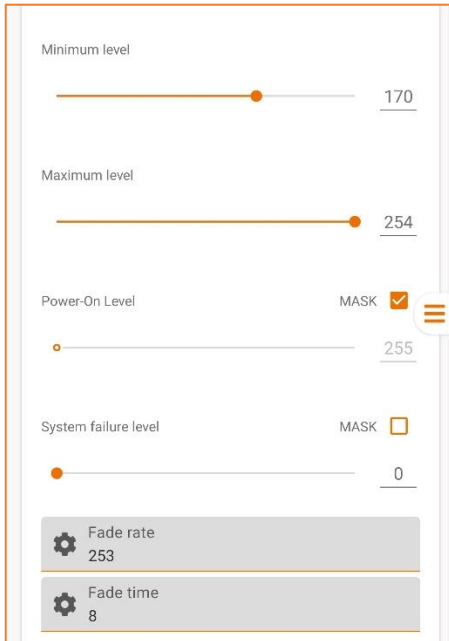 Minimum level
170
Maximum level
254
Power-On Level MASK
255
System failure level MASK
0
Fade rate
253
Fade time
8